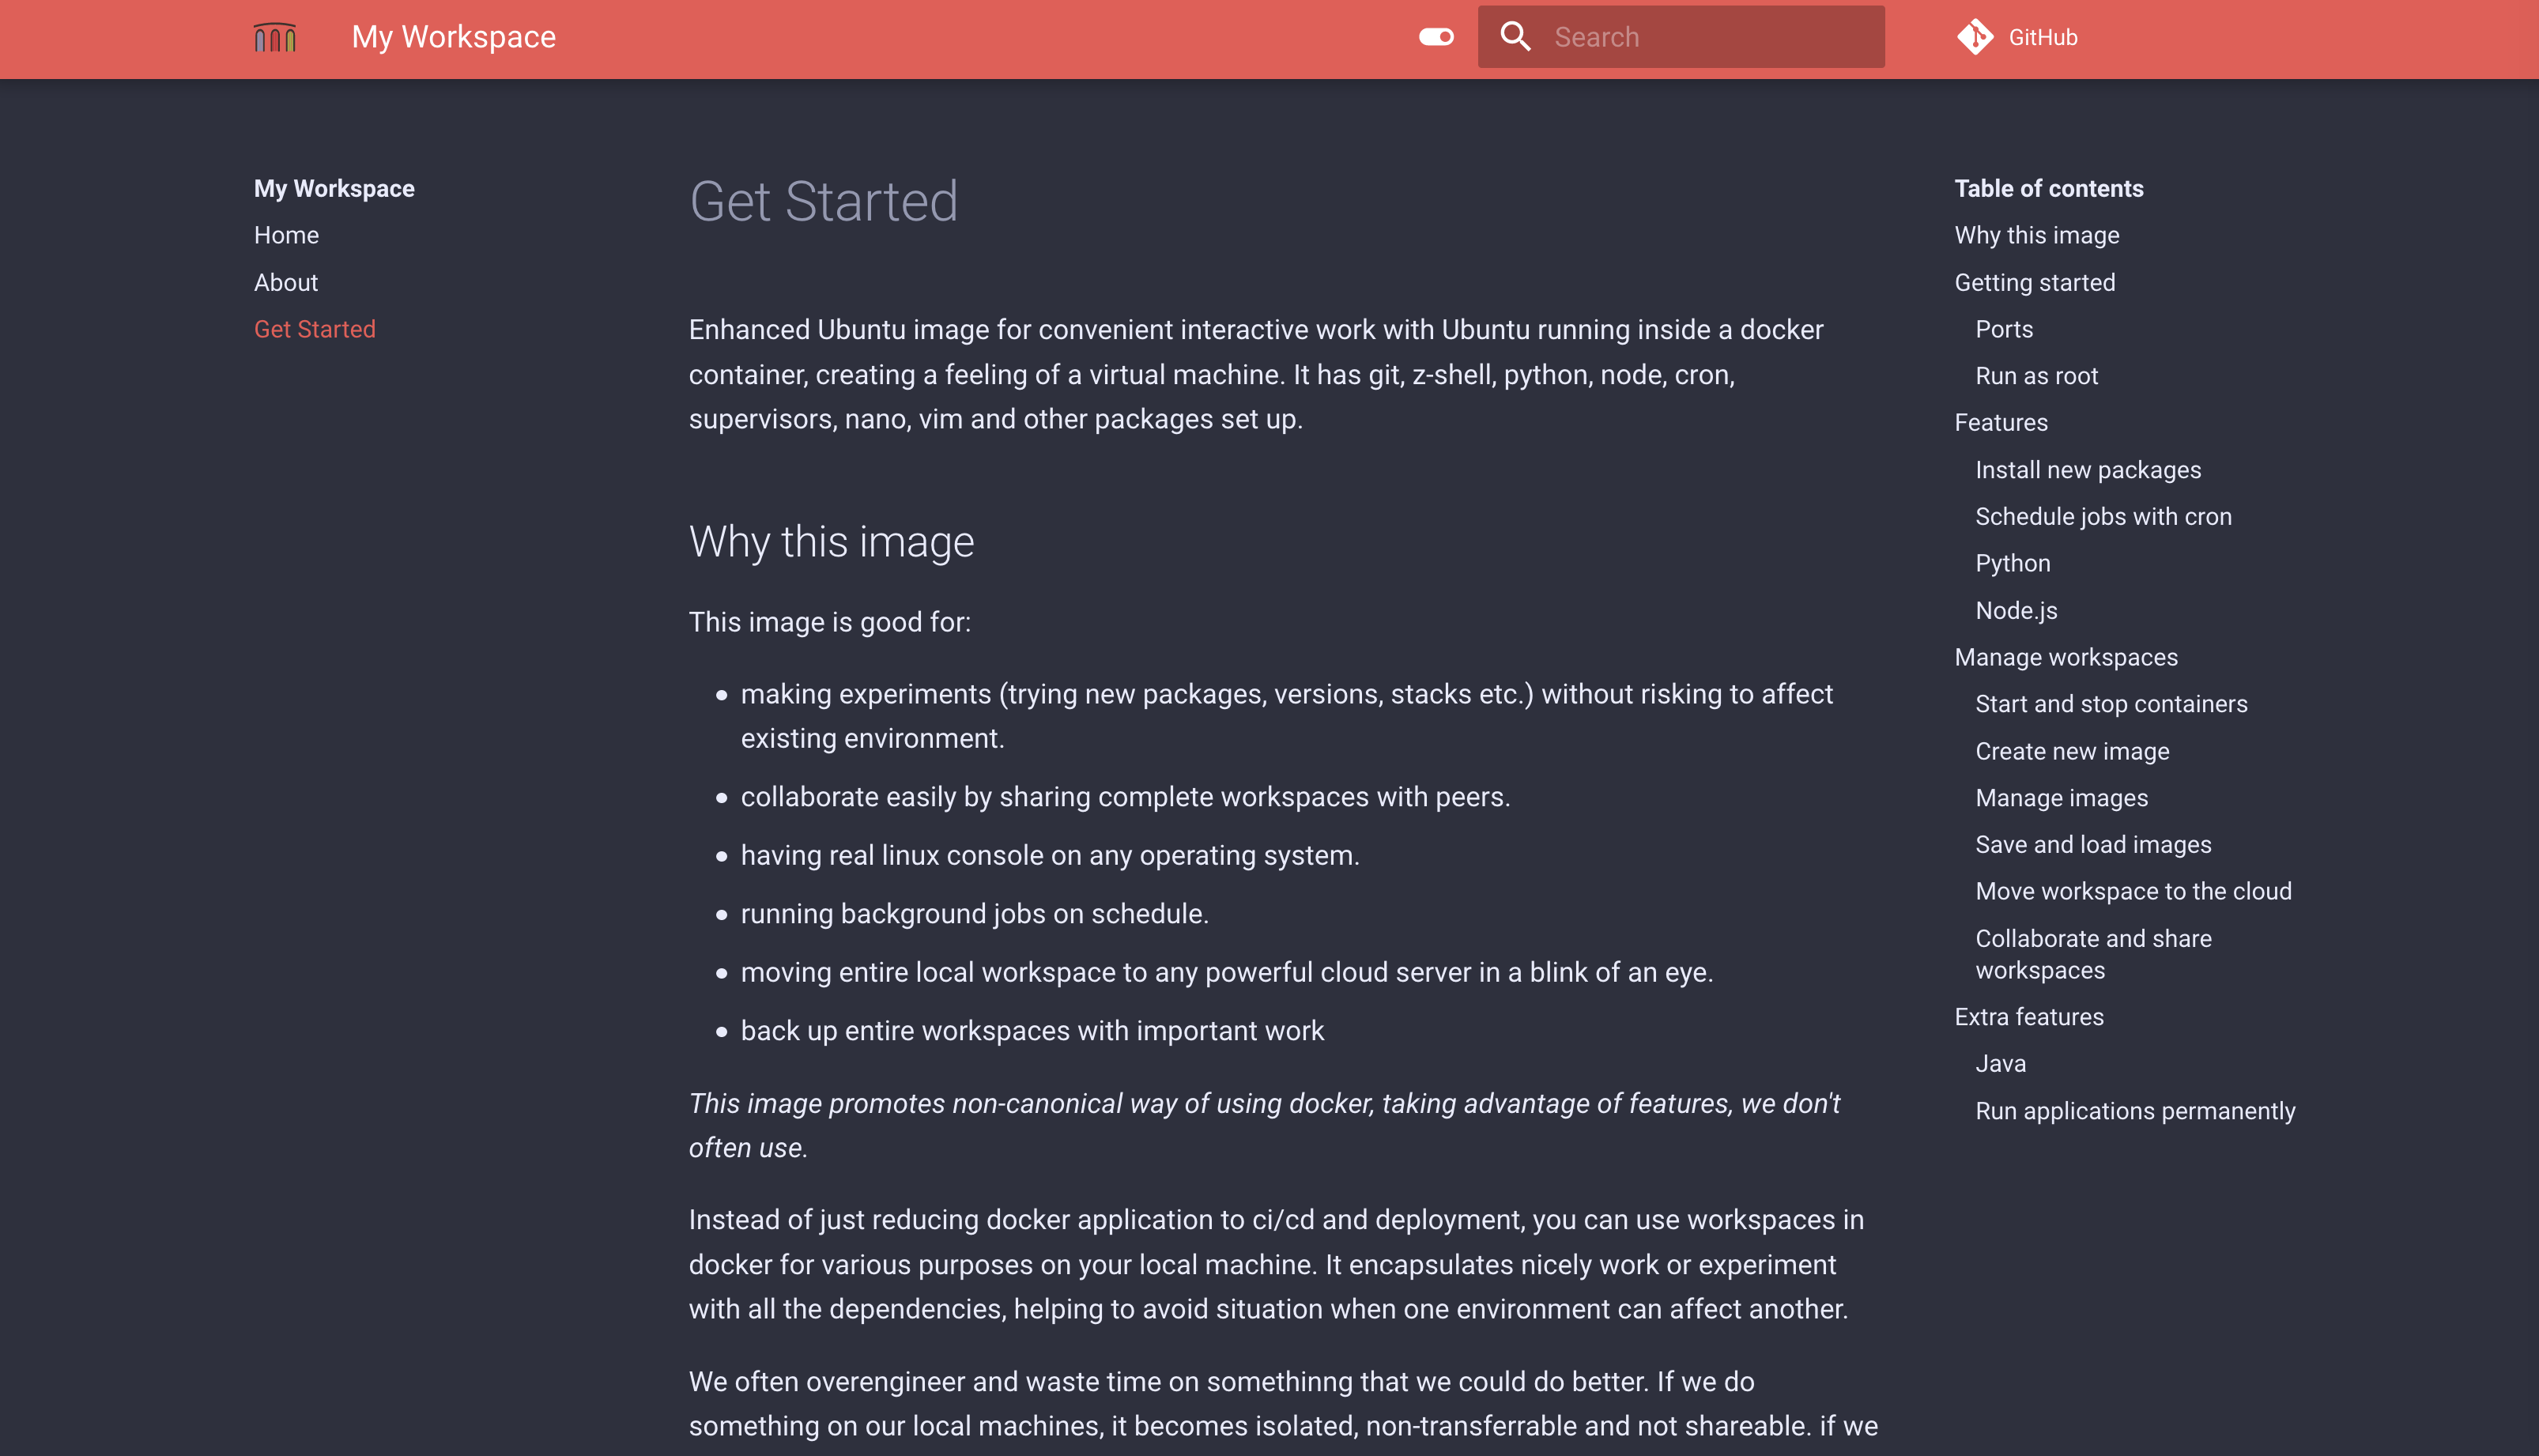 My Workspace
Search
GitHub
My Workspace
Home
About
Get Started
Get Started
Enhanced Ubuntu image for convenient interactive work with Ubuntu running inside a docker
container, creating a feeling of a virtual machine. It has git, z-shell, python, node, cron,
supervisors, nano, vim and other packages set up.
Why this image
This image is good for:
making experiments (trying new packages, versions, stacks etc.) without risking to affect
existing environment.
collaborate easily by sharing complete workspaces with peers.
having real linux console on any operating system.
running background jobs on schedule.
moving entire local workspace to any powerful cloud server in a blink of an eye.
back up entire workspaces with important work
This image promotes non-canonical way of using docker, taking advantage of features, we don't
often use.
Instead of just reducing docker application to ci/cd and deployment, you can use workspaces in
docker for various purposes on your local machine. It encapsulates nicely work or experiment
with all the dependencies, helping to avoid situation when one environment can affect another.
We often overengineer and waste time on somethinng that we could do better. If we do
something on our local machines, it becomes isolated, non-transferrable and not shareable. if we
Table of contents
Why this image
Getting started
Ports
Run as root
Features
Install new packages
Schedule jobs with cron
Python
Node.js
Manage workspaces
Start and stop containers
Create new image
Manage images
Save and load images
Move workspace to the cloud
Collaborate and share
workspaces
Extra features
Java
Run applications permanently